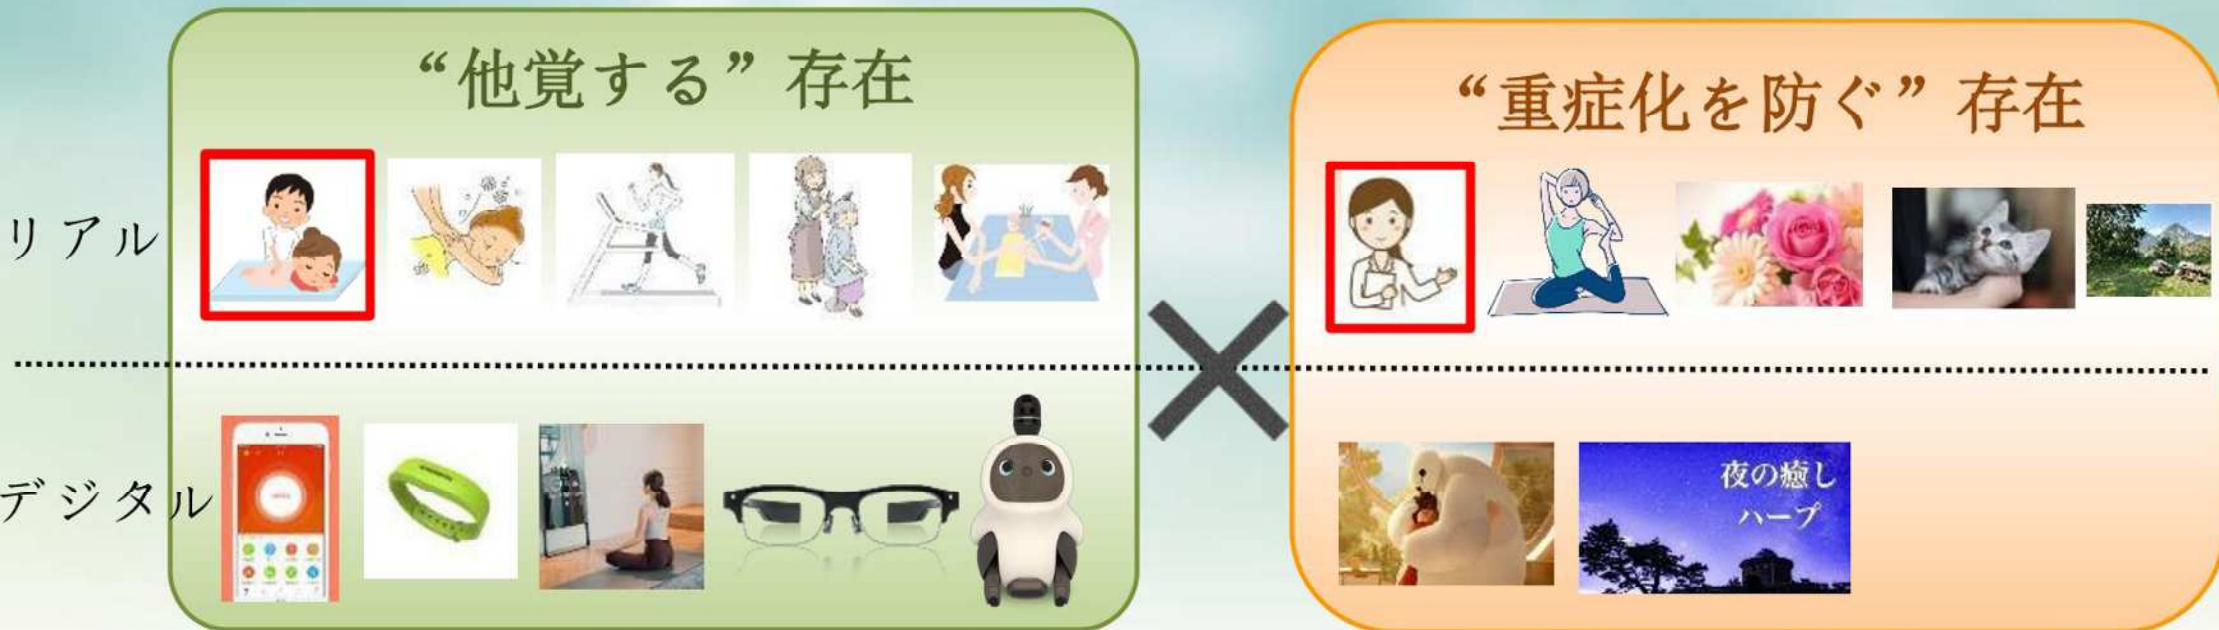 “他覚する” 存在
“重症化を防ぐ” 存在
リアル
デジタル
夜の癒し
ハープ